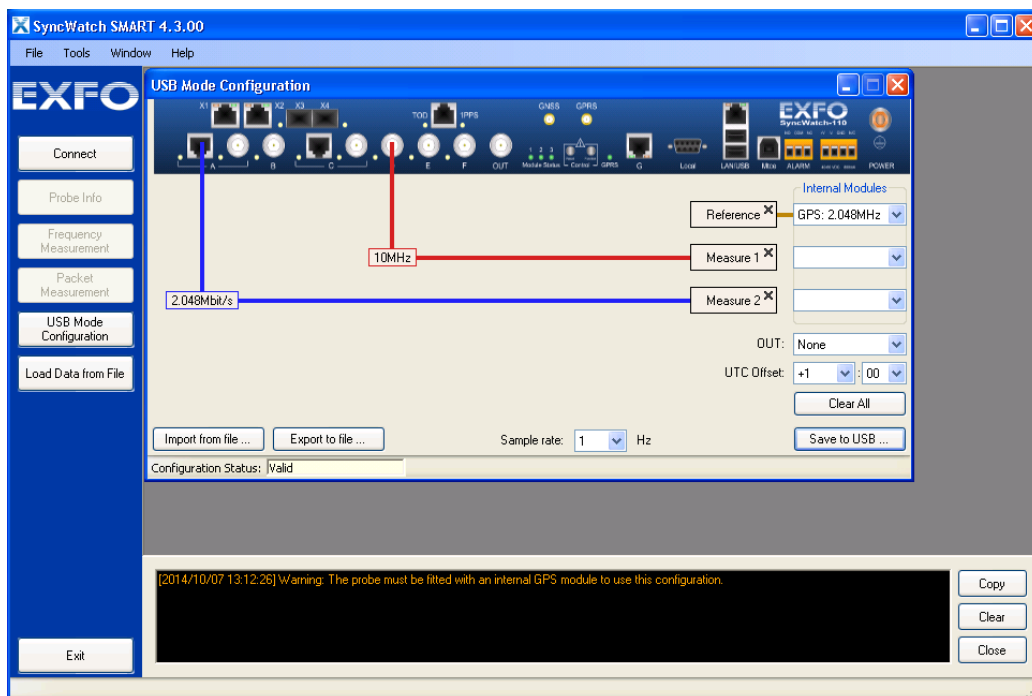 SyncWatch SMART 4.3.00
File Tools Window Help
EXFO
Connect
Probe Info
Frequency
Measurement
Packet
Measurement
USB Mode
Configuration
Load Data from File
Exit
USB Mode Configuration
X1 X2 X3 X4 TOD 1PPS GNSS GPRS
EXFO
SyncWatch-110
1 2 3
A B C E F OUT Module Status Control GPRS G Local LAN/USB ALARM POWER
Internal Modules
Reference X GPS: 2.048MHz
10MHz Measure 1 X
2.048Mbit/s Measure 2 X
OUT: None
UTC Offset: +1 : 00
Clear All
Import from file ... Export to file ... Sample rate: 1 Hz Save to USB ...
Configuration Status: Valid
[2014/10/07 13:12:26] Warning: The probe must be fitted with an internal GPS module to use this configuration.
Copy
Clear
Close